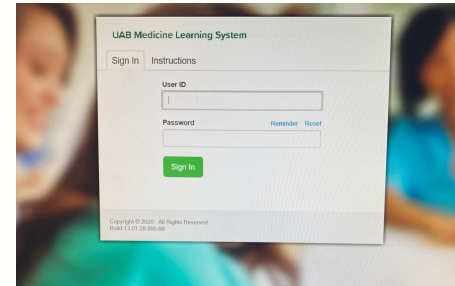 UAB Medicine Learning System
Sign In Instructions
User ID
Password Reminder Reset
Sign In
Copyright © 2020 All Rights Reserved